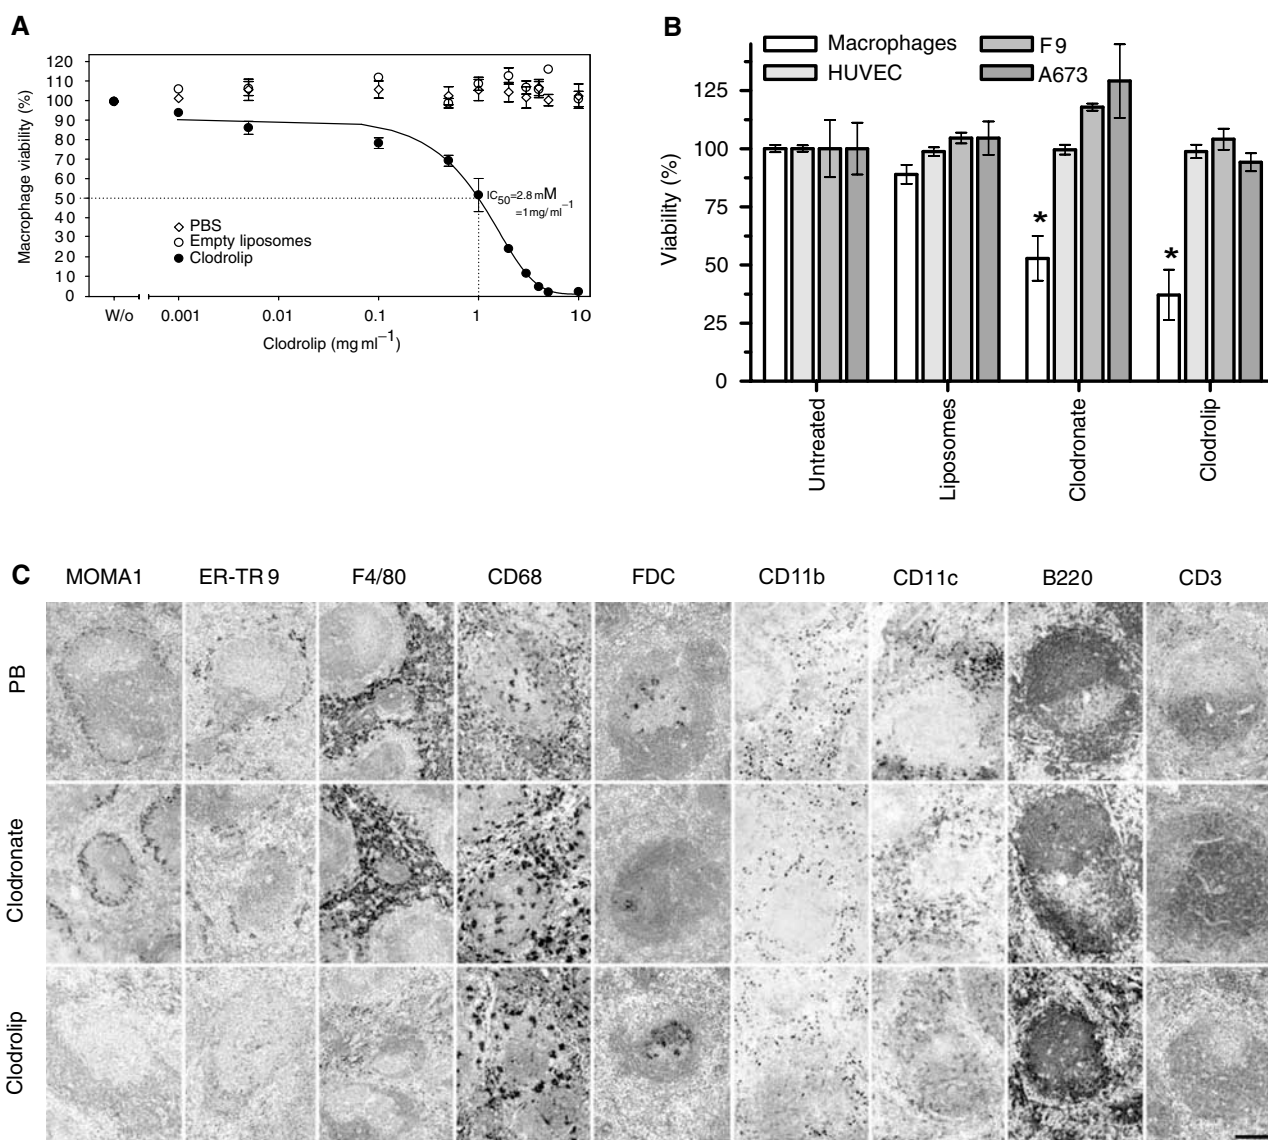 A
Macrophage viability (%)
120
110
100
90
80
70
60
50
40
30
20
10
0
IC50=2.8 mM
=1mg/ml−1
PBS
Empty liposomes
Clodrolip
W/o 0.001 0.01 0.1 1 10
Clodrolip (mg ml−1)
B
Macrophages F9
HUVEC A673
Viability (%)
125
100
75
50
25
0
*
*
Untreated
Liposomes
Clodronate
Clodrolip
C
MOMA1 ER-TR 9 F4/80 CD68 FDC CD11b CD11c B220 CD3
PB
Clodronate
Clodrolip